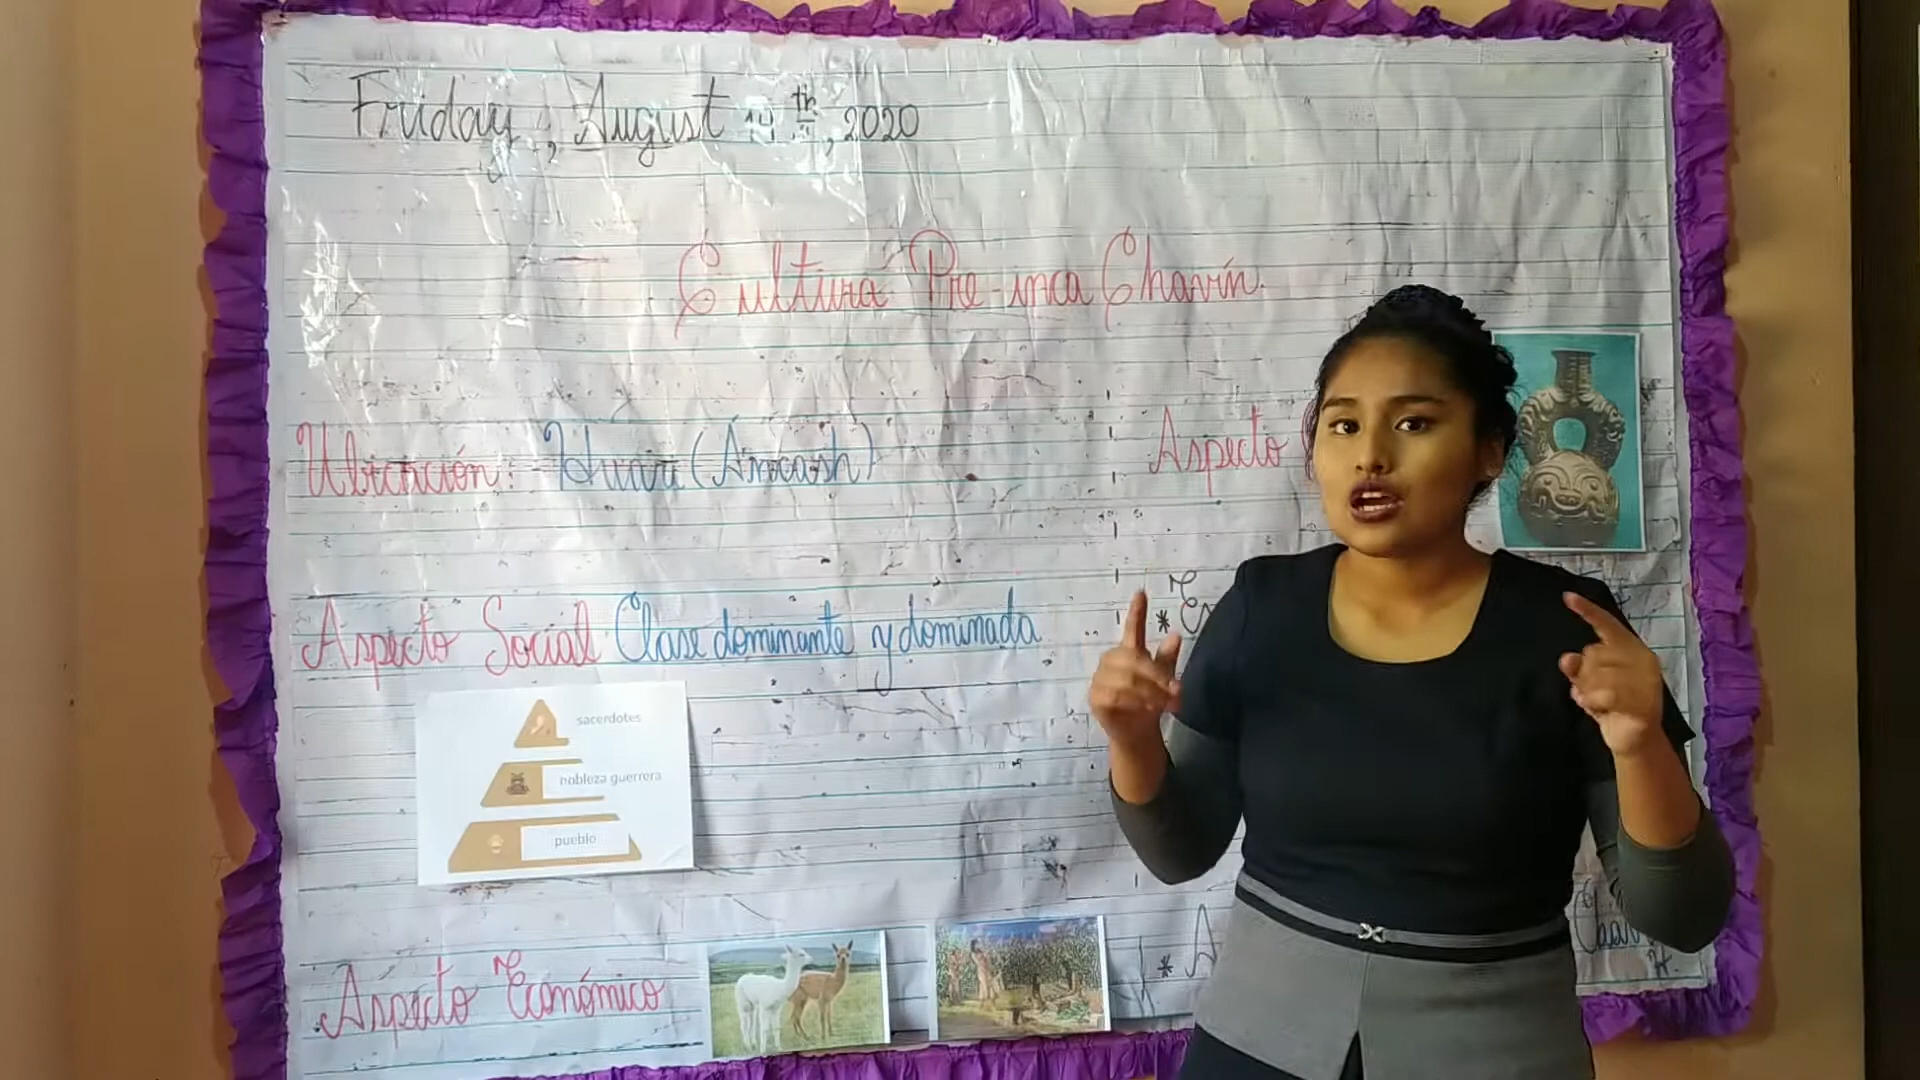 Friday, August 14th, 2020
Cultura Pre-inca Chavín.
Ubicación: Huari (Áncash)
Aspecto
Aspecto Social Clase dominante y dominada
sacerdotes
nobleza guerrera
pueblo
Aspecto Económico